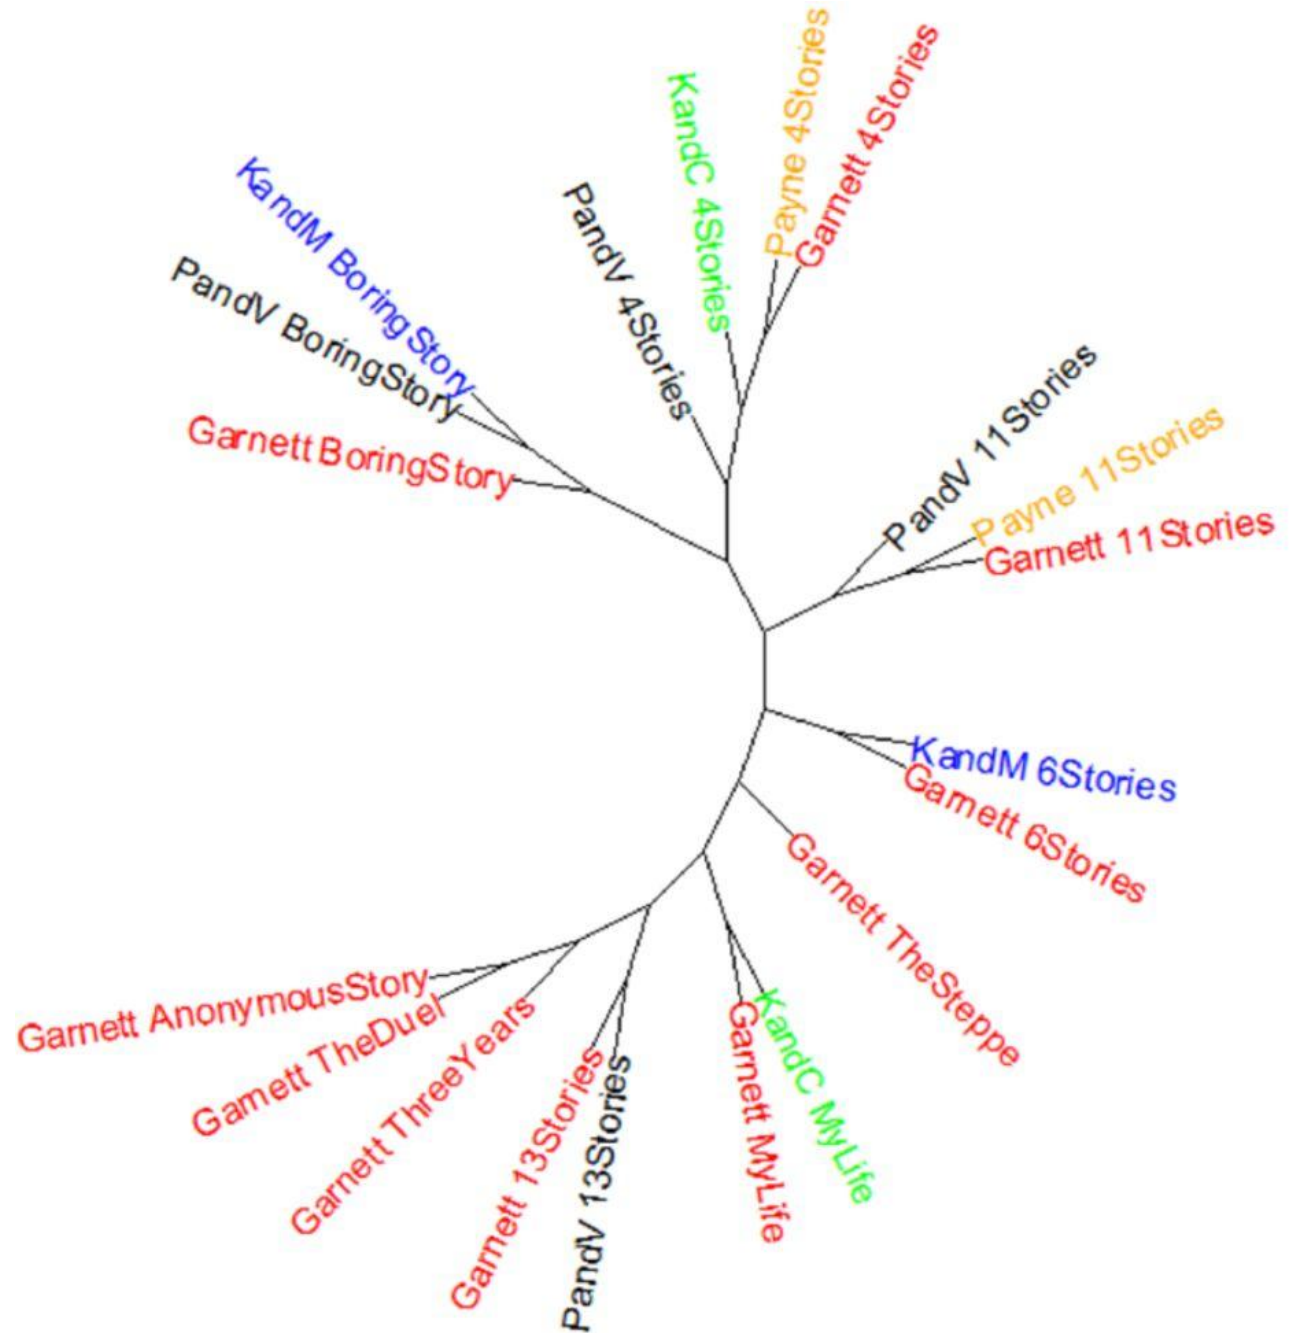 Payne 4Stories
Garnett 4Stories
KandC 4Stories
PandV 4Stories
KandM BoringStory
PandV BoringStory
Garnett BoringStory
PandV 11Stories
Payne 11Stories
Garnett 11Stories
KandM 6Stories
Garnett 6Stories
Garnett TheSteppe
KandC MyLife
Garnett MyLife
PandV 13Stories
Garnett 13Stories
Garnett ThreeYears
Garnett TheDuel
Garnett AnonymousStory